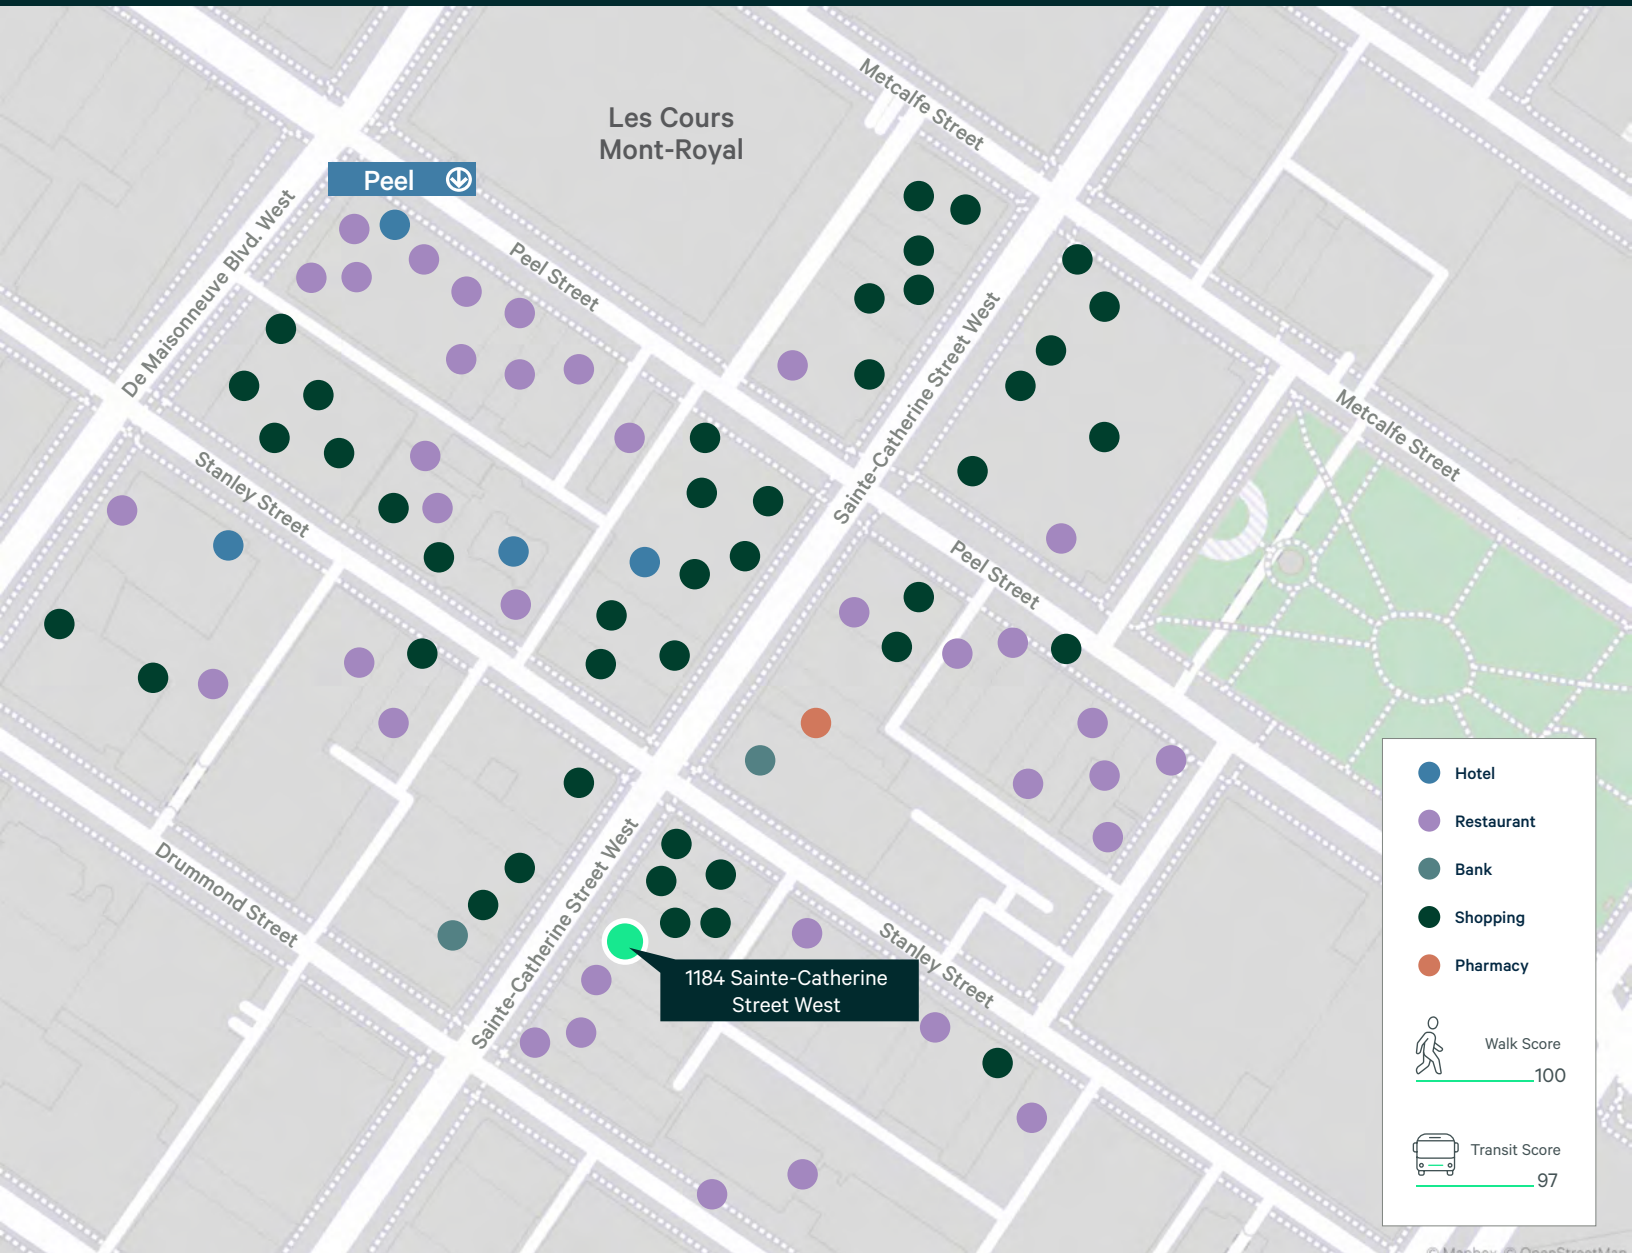 Metcalfe Street
Les Cours
Mont-Royal
Peel
De Maisonneuve Blvd. West
Peel Street
Sainte-Catherine Street West
Metcalfe Street
Stanley Street
Peel Street
Hotel
Restaurant
Bank
Shopping
Pharmacy
Walk Score
100
Transit Score
97
Drummond Street
Sainte-Catherine Street West
Stanley Street
1184 Sainte-Catherine
Street West
© Mapbox, © OpenStreetMap